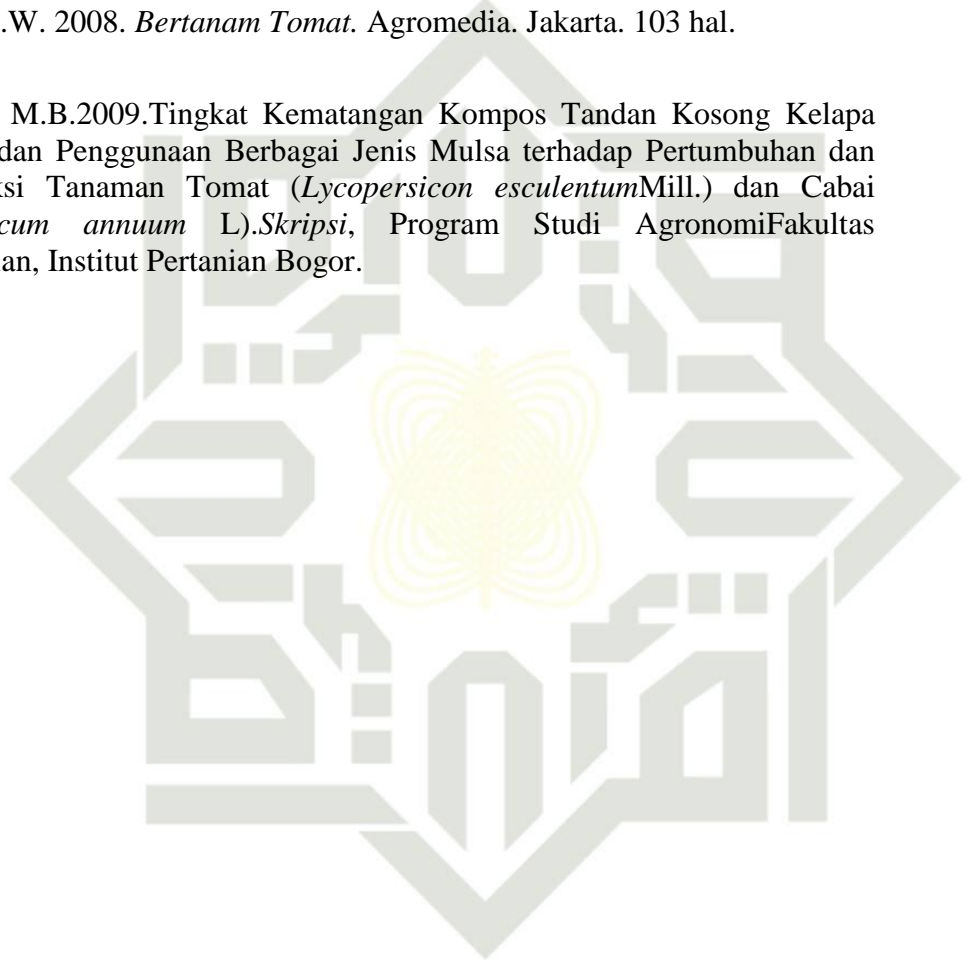 .W. 2008. Bertanam Tomat. Agromedia. Jakarta. 103 hal.
M.B.2009.Tingkat Kematangan Kompos Tandan Kosong Kelapa
dan Penggunaan Berbagai Jenis Mulsa terhadap Pertumbuhan dan
ksi Tanaman Tomat (Lycopersicon esculentumMill.) dan Cabai
cum annuum L).Skripsi, Program Studi AgronomiFakultas
an, Institut Pertanian Bogor.